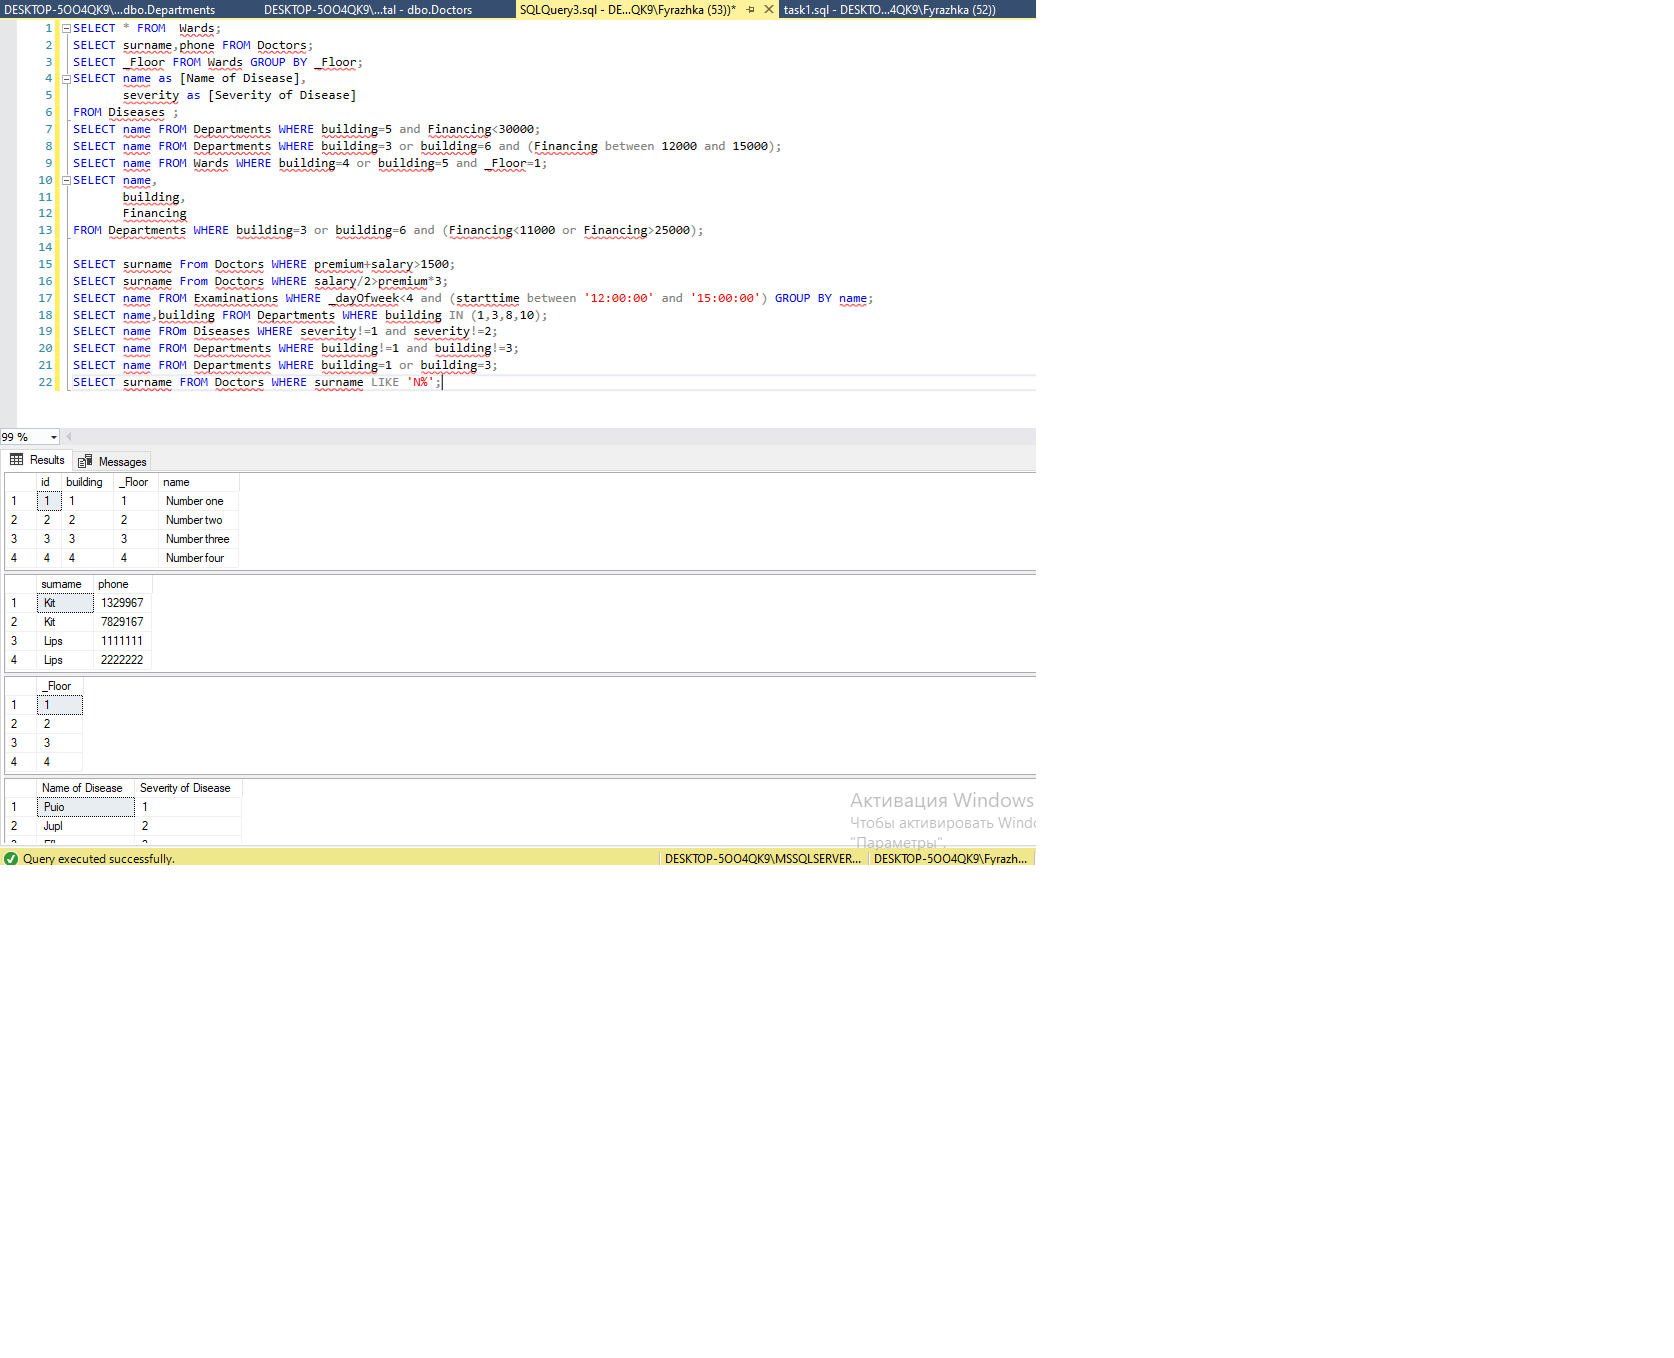 DESKTOP-5OO4QK9\...dbo.Departments DESKTOP-5OO4QK9\...tal - dbo.Doctors SQLQuery3.sql - DE...QK9\Fyrazhka (53))* task1.sql - DESKTO...4QK9\Fyrazhka (52))
1 SELECT * FROM  Wards;
2 SELECT surname,phone FROM Doctors;
3 SELECT _Floor FROM Wards GROUP BY _Floor;
4 SELECT name as [Name of Disease],
5 severity as [Severity of Disease]
6 FROM Diseases ;
7 SELECT name FROM Departments WHERE building=5 and Financing<30000;
8 SELECT name FROM Departments WHERE building=3 or building=6 and (Financing between 12000 and 15000);
9 SELECT name FROM Wards WHERE building=4 or building=5 and _Floor=1;
10 SELECT name,
11 building,
12 Financing
13 FROM Departments WHERE building=3 or building=6 and (Financing<11000 or Financing>25000);
14
15 SELECT surname From Doctors WHERE premium+salary>1500;
16 SELECT surname From Doctors WHERE salary/2>premium*3;
17 SELECT name FROM Examinations WHERE _dayOfweek<4 and (starttime between '12:00:00' and '15:00:00') GROUP BY name;
18 SELECT name,building FROM Departments WHERE building IN (1,3,8,10);
19 SELECT name FROm Diseases WHERE severity!=1 and severity!=2;
20 SELECT name FROM Departments WHERE building!=1 and building!=3;
21 SELECT name FROM Departments WHERE building=1 or building=3;
22 SELECT surname FROM Doctors WHERE surname LIKE 'N%';
99 %
Results Messages
id building _Floor name
1 1 1 1 Number one
2 2 2 2 Number two
3 3 3 3 Number three
4 4 4 4 Number four
surname phone
1 Kit 1329967
2 Kit 7829167
3 Lips 1111111
4 Lips 2222222
_Floor
1 1
2 2
3 3
4 4
Name of Disease Severity of Disease
1 Puio 1
2 Jupl 2
Активация Windows
Чтобы активировать Windo
"Параметры".
Query executed successfully. DESKTOP-5OO4QK9\MSSQLSERVER... DESKTOP-5OO4QK9\Fyrazh...